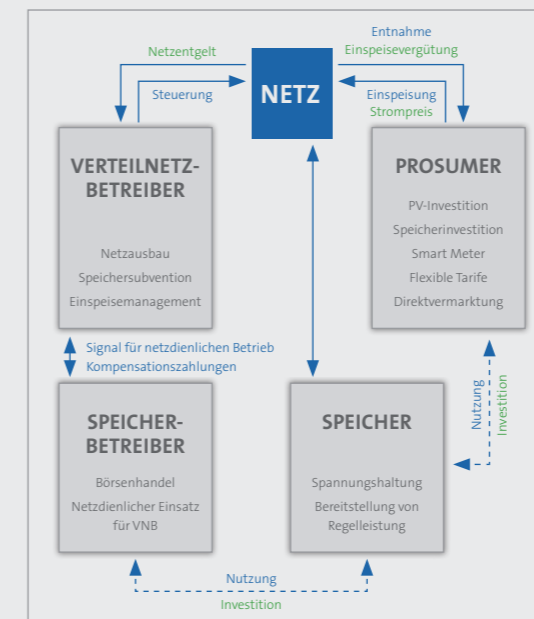 Netzentgelt
Steuerung
NETZ
Entnahme
Einspeisevergütung
Einspeisung
Strompreis
VERTEILNETZ-
BETREIBER
Netzausbau
Speichersubvention
Einspeisemanagement
PROSUMER
PV-Investition
Speicherinvestition
Smart Meter
Flexible Tarife
Direktvermarktung
Signal für netzdienlichen Betrieb
Kompensationszahlungen
SPEICHER-
BETREIBER
Börsenhandel
Netzdienlicher Einsatz
für VNB
SPEICHER
Spannungshaltung
Bereitstellung von
Regelleistung
Nutzung
Investition
Nutzung
Investition